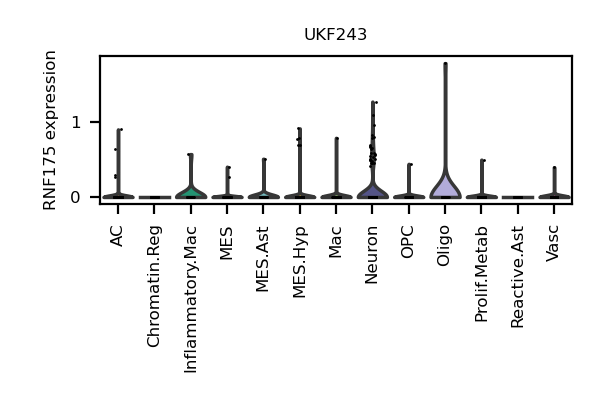 UKF243
RNF175 expression
1
0
AC
Chromatin.Reg
Inflammatory.Mac
MES
MES.Ast
MES.Hyp
Mac
Neuron
OPC
Oligo
Prolif.Metab
Reactive.Ast
Vasc